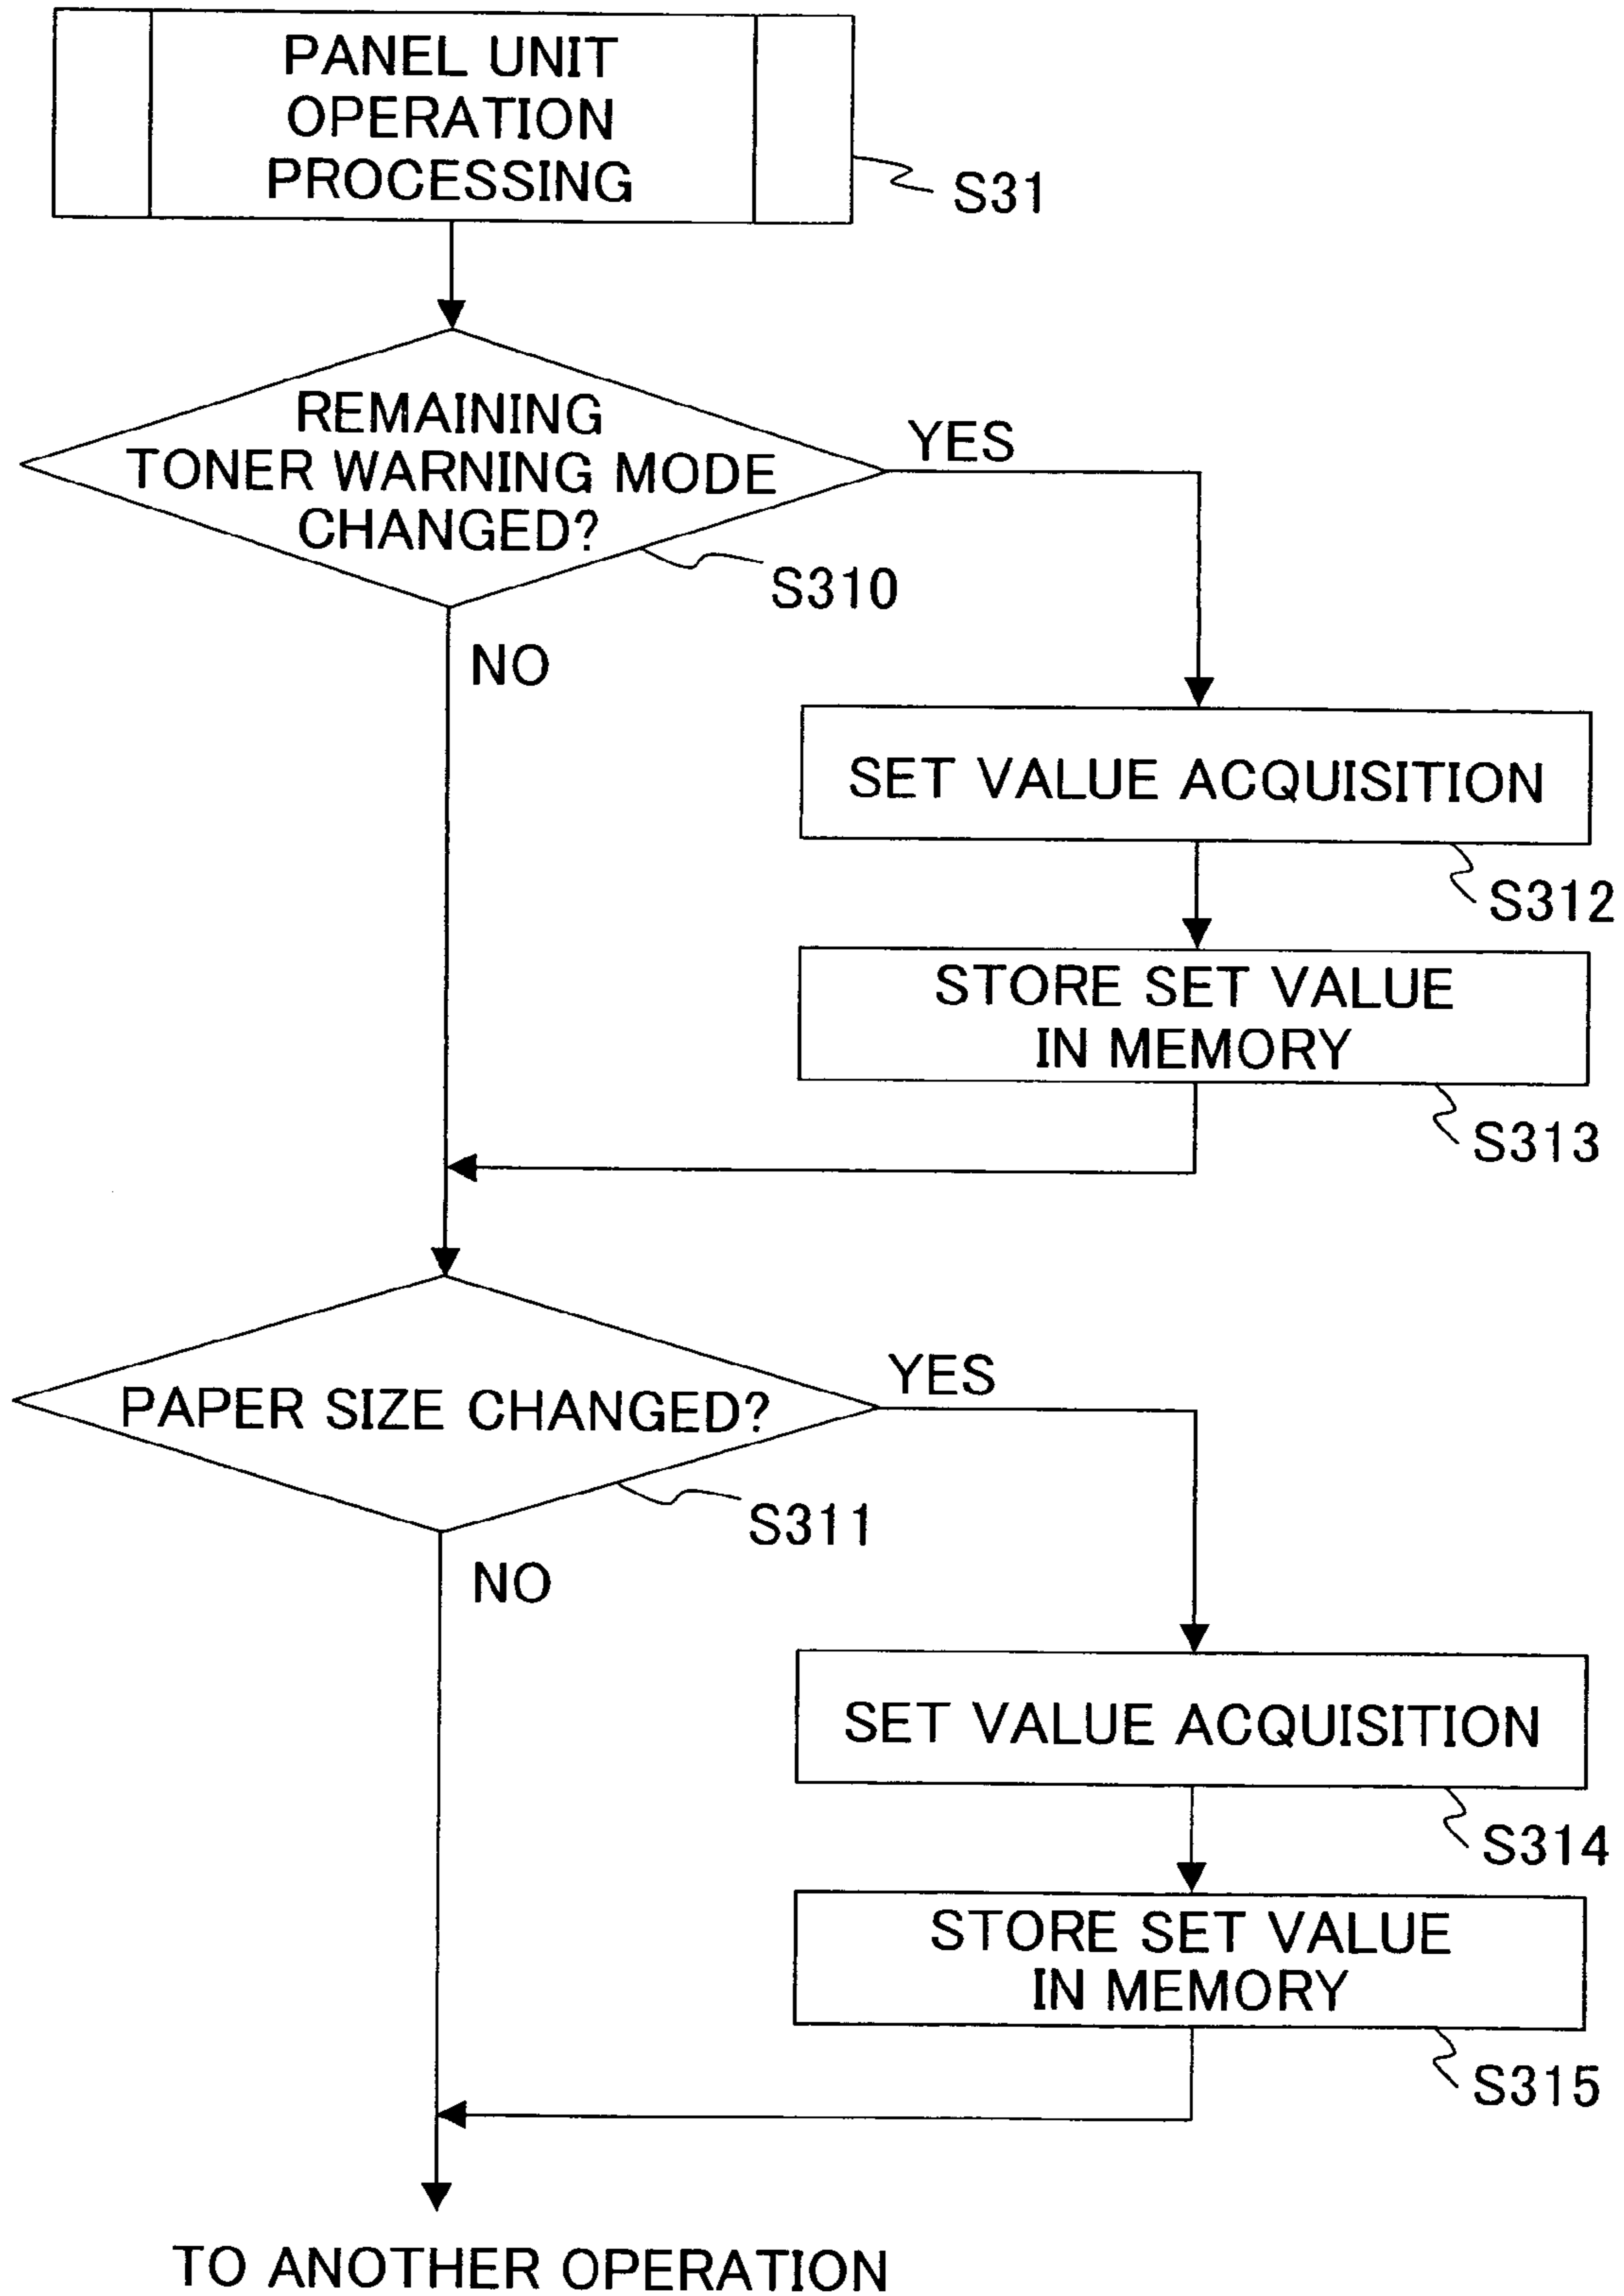 PANEL UNIT
OPERATION
PROCESSING
S31
REMAINING
TONER WARNING MODE
CHANGED?
YES
S310
NO
SET VALUE ACQUISITION
S312
STORE SET VALUE
IN MEMORY
S313
PAPER SIZE CHANGED?
YES
S311
NO
SET VALUE ACQUISITION
S314
STORE SET VALUE
IN MEMORY
S315
TO ANOTHER OPERATION